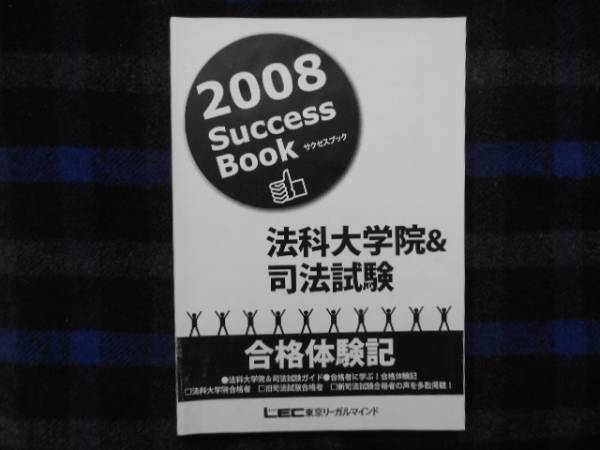 2008
Success
Book サクセスブック
法科大学院&
司法試験
合格体験記
●法科大学院&司法試験ガイド●合格者に学ぶ!合格体験記
□法科大学院合格者 □旧司法試験合格者 □新司法試験合格者の声を多数掲載!
LEC東京リーガルマインド